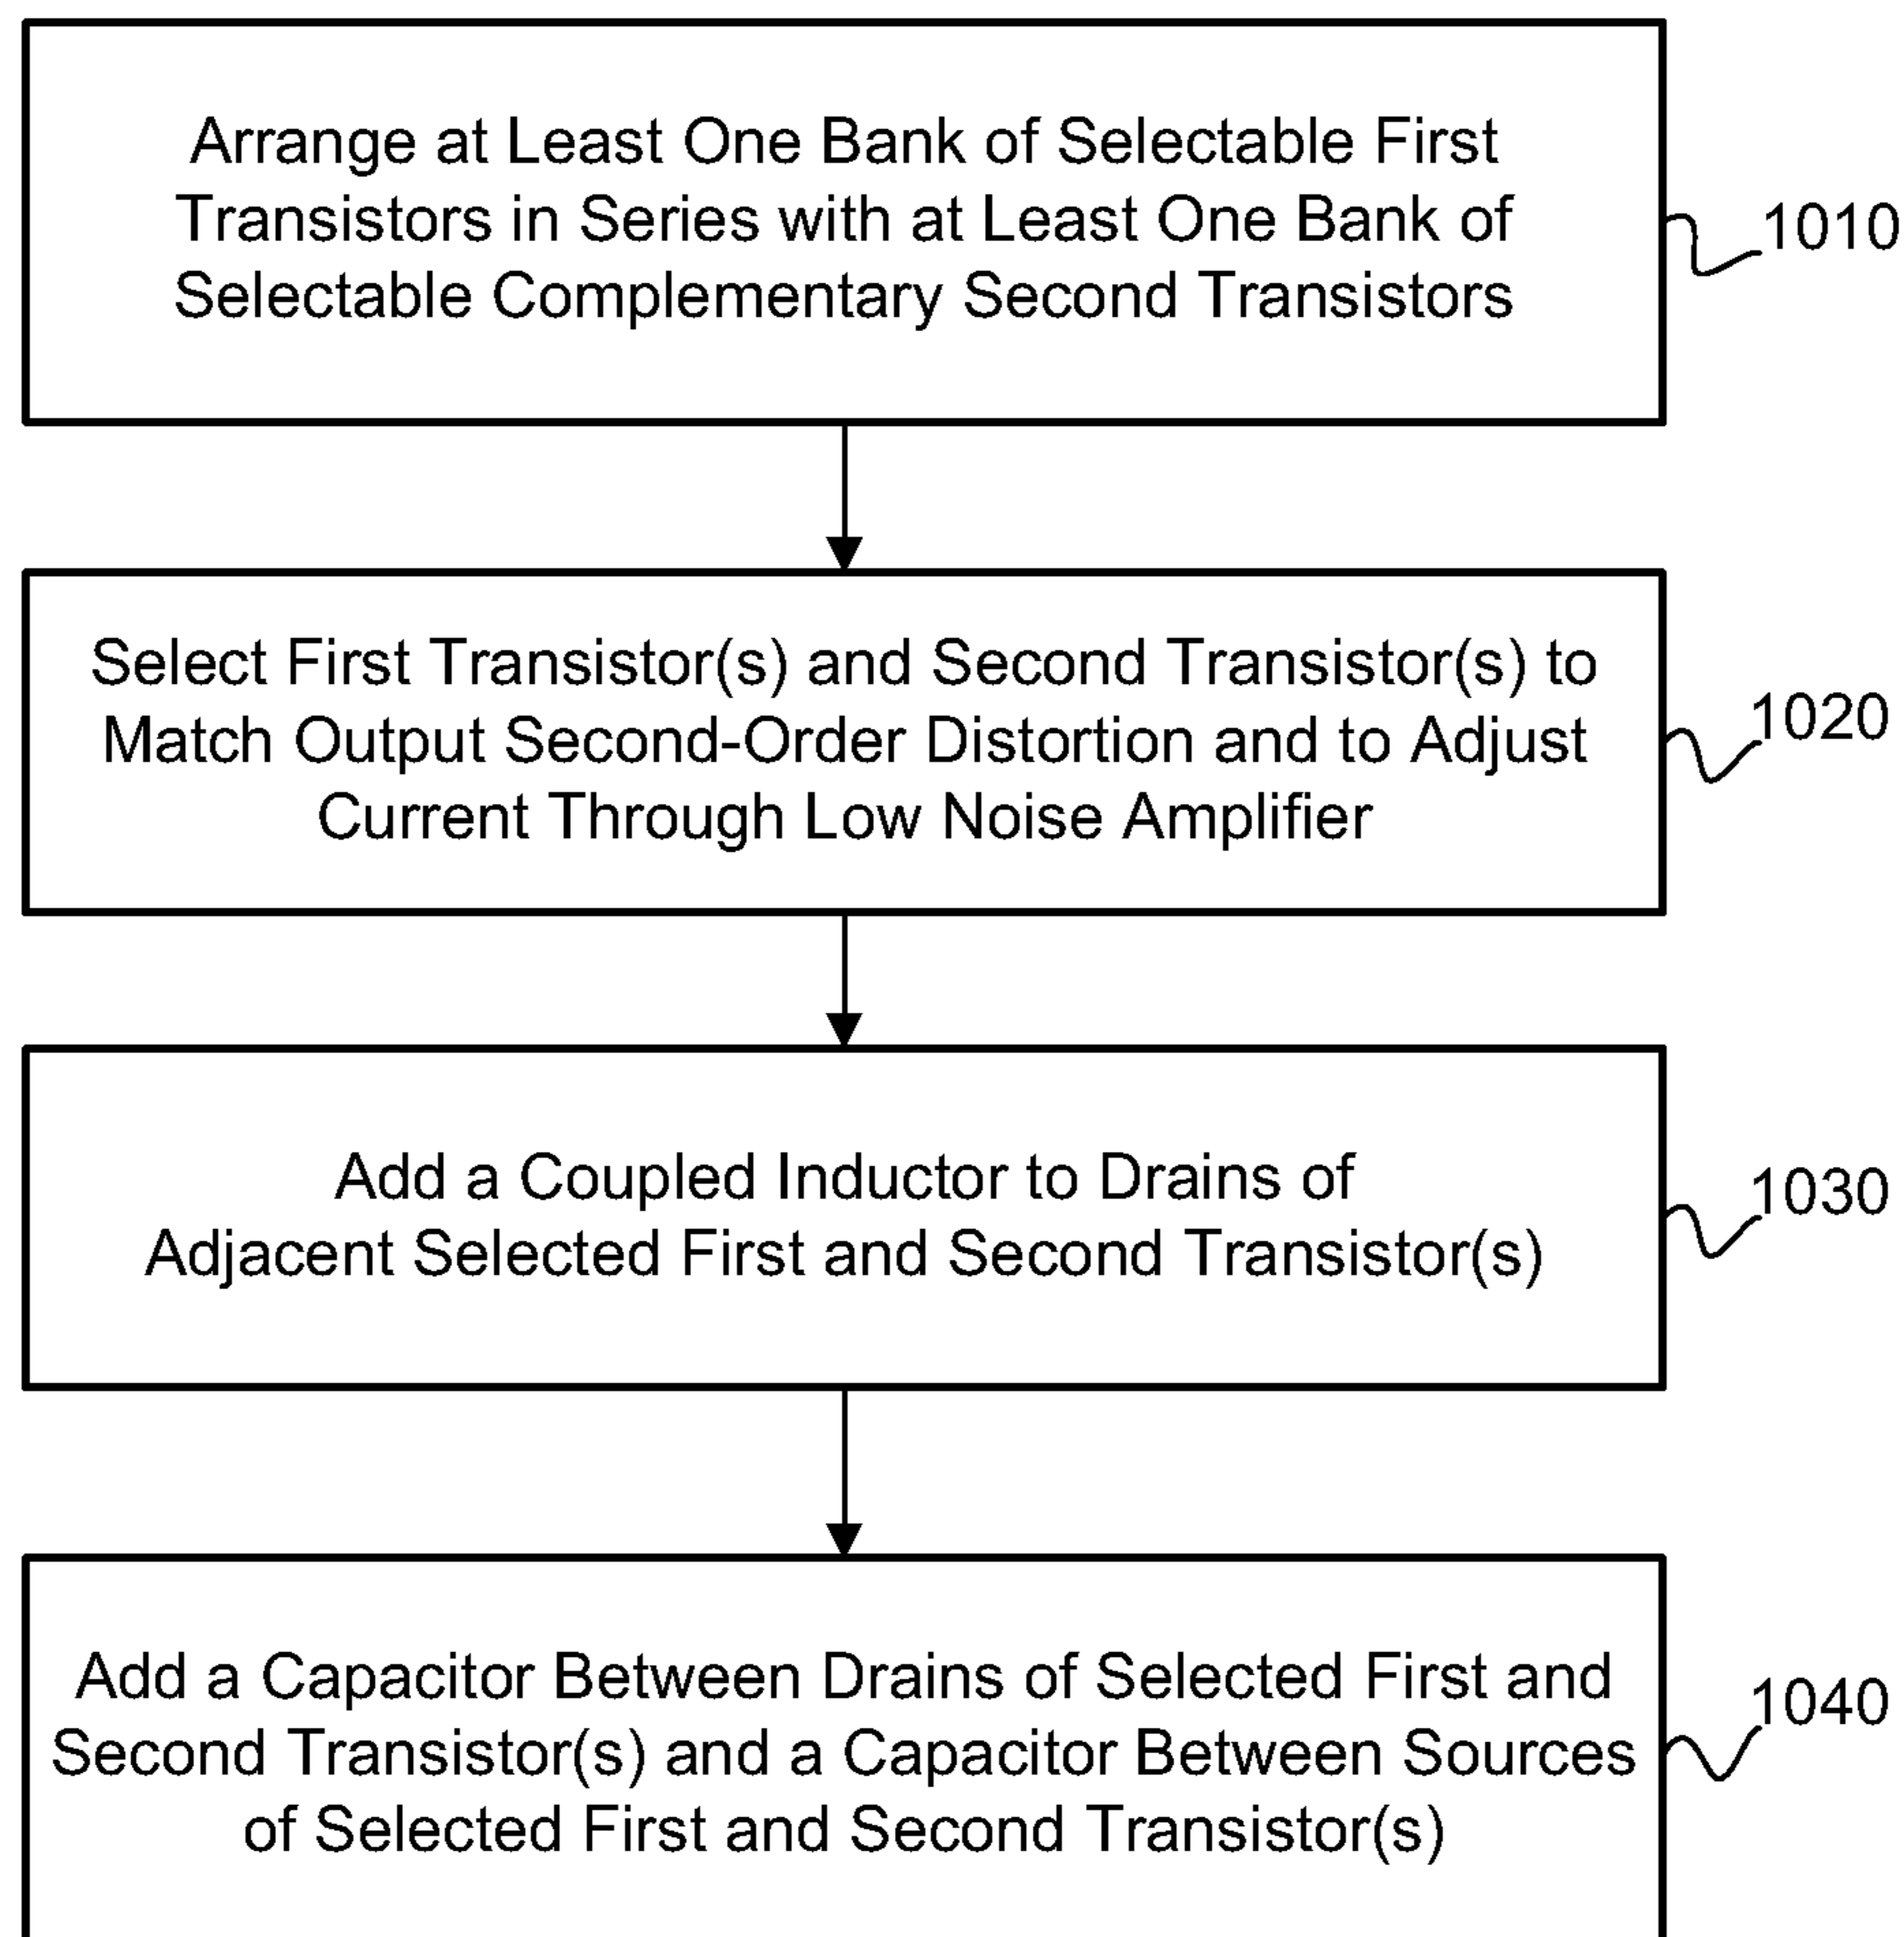 Arrange at Least One Bank of Selectable First
Transistors in Series with at Least One Bank of
Selectable Complementary Second Transistors
1010
Select First Transistor(s) and Second Transistor(s) to
Match Output Second-Order Distortion and to Adjust
Current Through Low Noise Amplifier
1020
Add a Coupled Inductor to Drains of
Adjacent Selected First and Second Transistor(s)
1030
Add a Capacitor Between Drains of Selected First and
Second Transistor(s) and a Capacitor Between Sources
of Selected First and Second Transistor(s)
1040